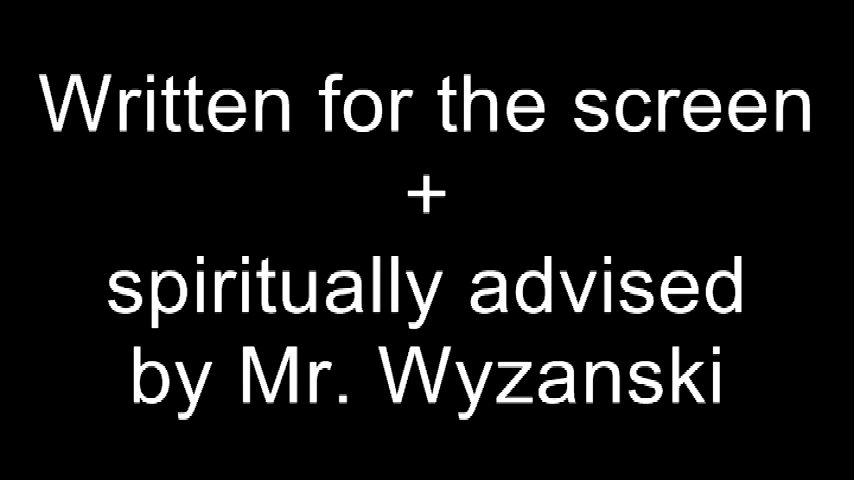 Written for the screen
+
spiritually advised
by Mr. Wyzanski